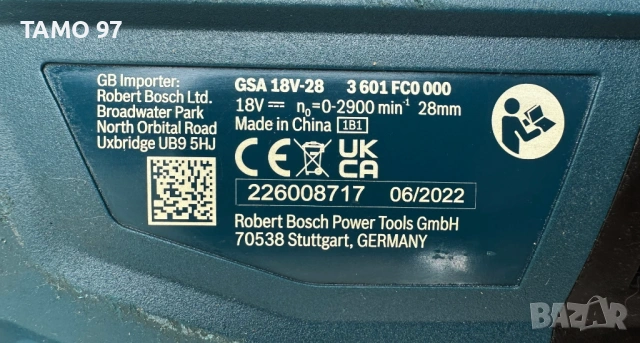 TAMO 97
GB Importer:
Robert Bosch Ltd.
Broadwater Park
North Orbital Road
Uxbridge UB9 5HJ
GSA 18V-28 3 601 FC0 000
18V ⎓ n₀=0-2900 min⁻¹ 28mm
Made in China 1B1
CE UK CA
226008717 06/2022
Robert Bosch Power Tools GmbH
70538 Stuttgart, GERMANY
BAZAR